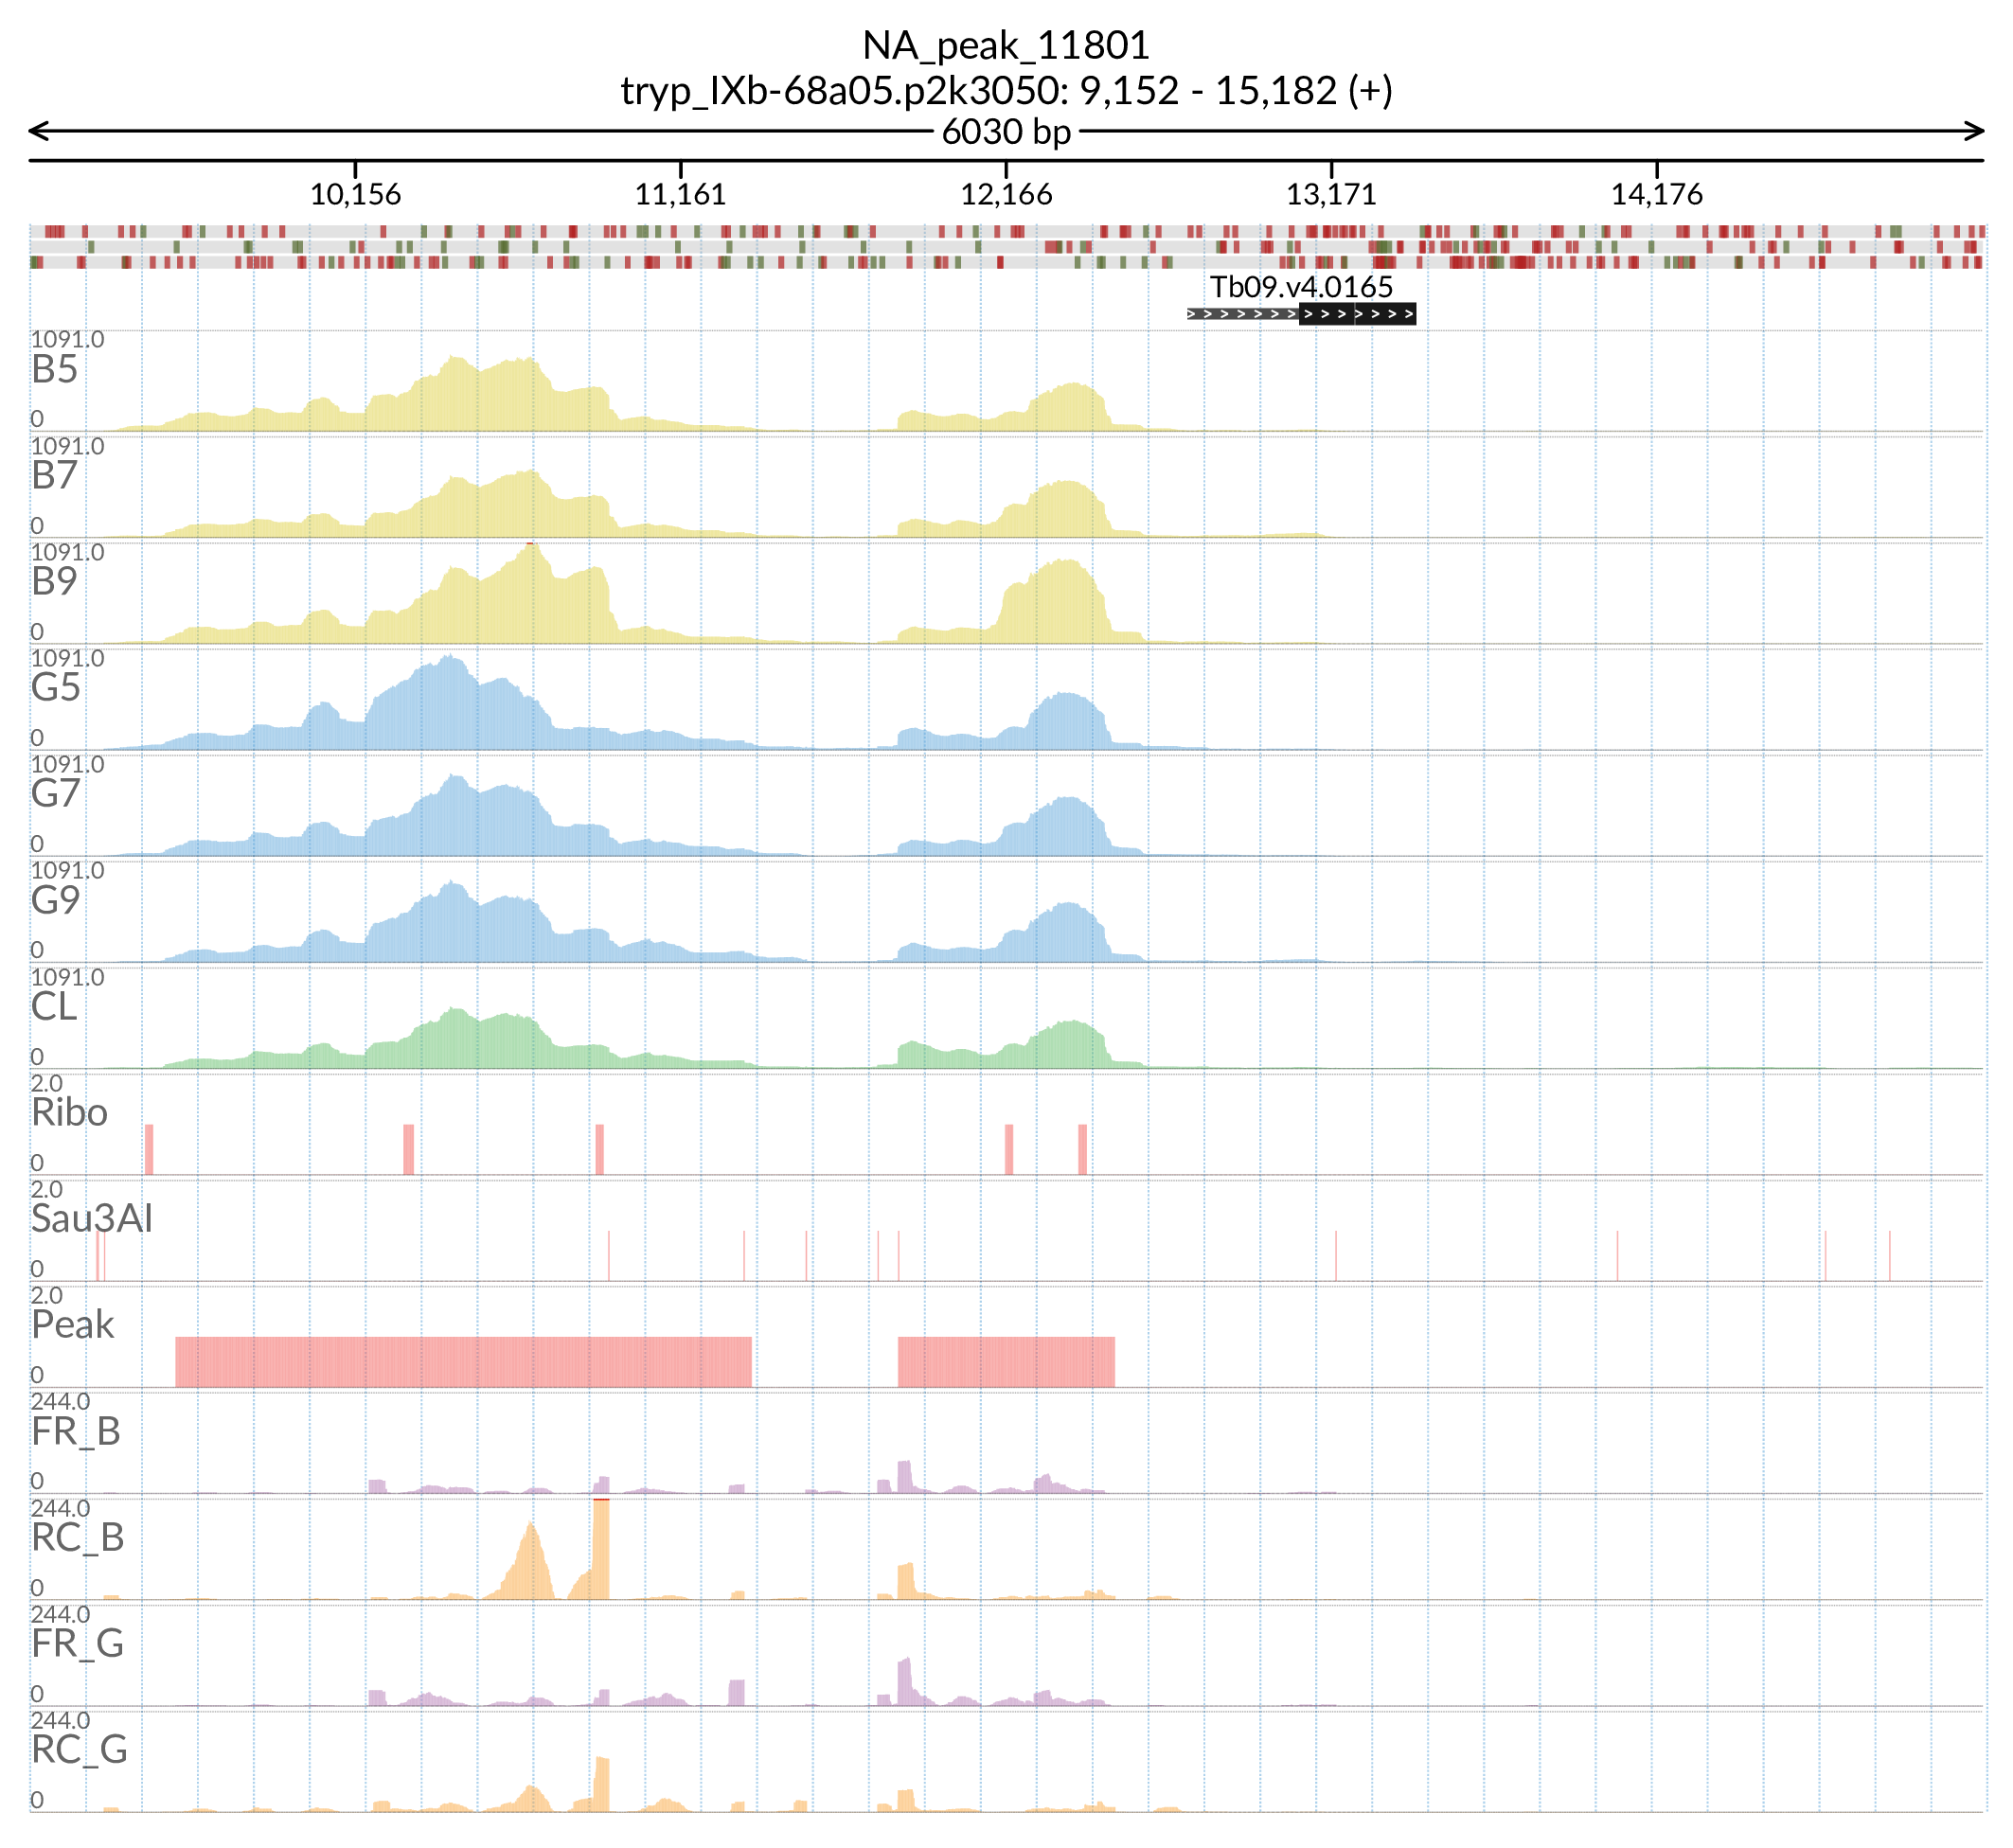 NA_peak_11801
tryp_IXb-68a05.p2k3050: 9,152 - 15,182 (+)
6030 bp
10,156 11,161 12,166 13,171 14,176
Tb09.v4.0165
1091.0
B5
0
1091.0
B7
0
1091.0
B9
0
1091.0
G5
0
1091.0
G7
0
1091.0
G9
0
1091.0
CL
0
2.0
Ribo
0
2.0
Sau3AI
0
2.0
Peak
0
244.0
FR_B
0
244.0
RC_B
0
244.0
FR_G
0
244.0
RC_G
0